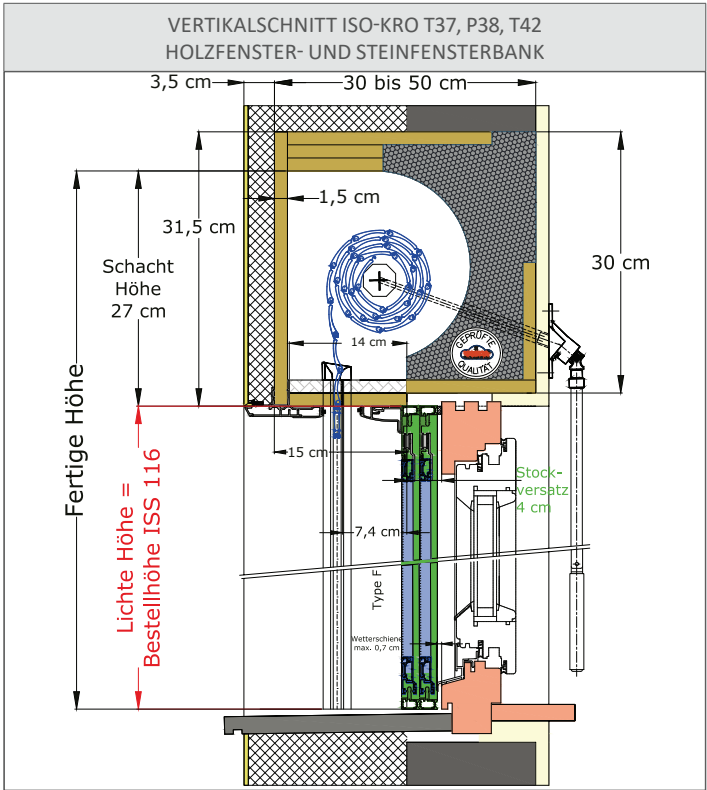 VERTIKALSCHNITT ISO-KRO T37, P38, T42
HOLZFENSTER- UND STEINFENSTERBANK
3,5 cm
30 bis 50 cm
1,5 cm
31,5 cm
Schacht
Höhe
27 cm
30 cm
14 cm
GEPRÜFTE
QUALITÄT
Fertige Höhe
15 cm
Stock-
versatz
4 cm
Lichte Höhe =
Bestellhöhe ISS 116
7,4 cm
Type F
Wetterschiene
max. 0,7 cm